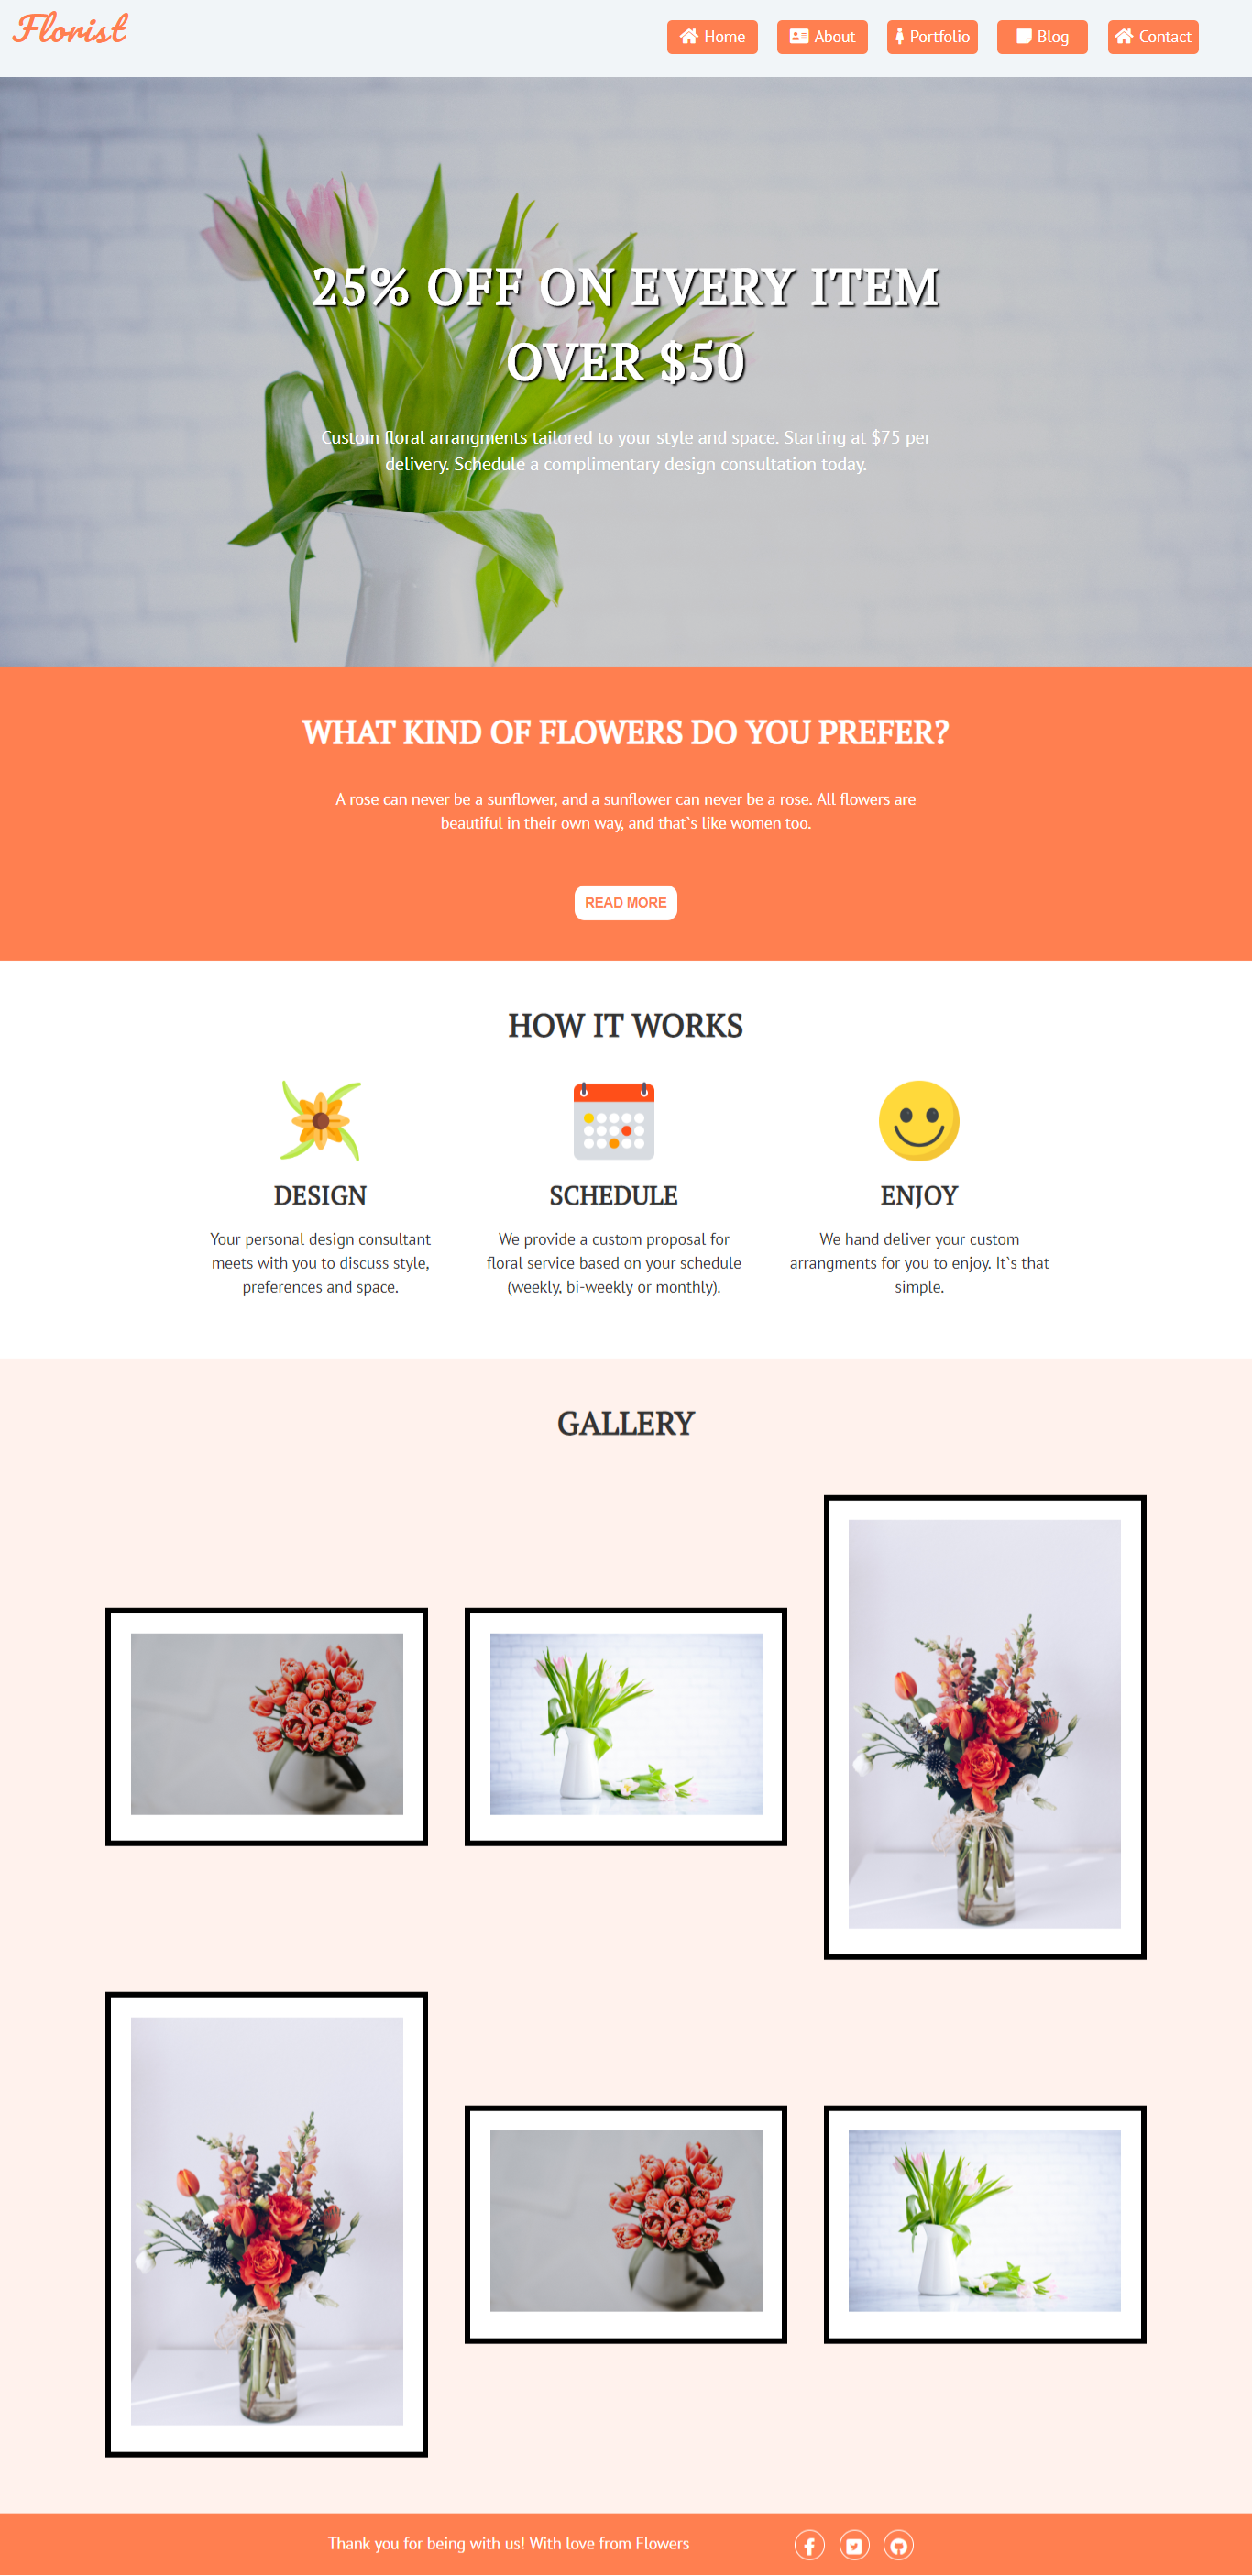 Florist
Home
About
Portfolio
Blog
Contact
25% OFF ON EVERY ITEM
OVER $50
Custom floral arrangments tailored to your style and space. Starting at $75 per
delivery. Schedule a complimentary design consultation today.
WHAT KIND OF FLOWERS DO YOU PREFER?
A rose can never be a sunflower, and a sunflower can never be a rose. All flowers are
beautiful in their own way, and that`s like women too.
READ MORE
HOW IT WORKS
DESIGN
Your personal design consultant
meets with you to discuss style,
preferences and space.
SCHEDULE
We provide a custom proposal for
floral service based on your schedule
(weekly, bi-weekly or monthly).
ENJOY
We hand deliver your custom
arrangments for you to enjoy. It`s that
simple.
GALLERY
Thank you for being with us! With love from Flowers